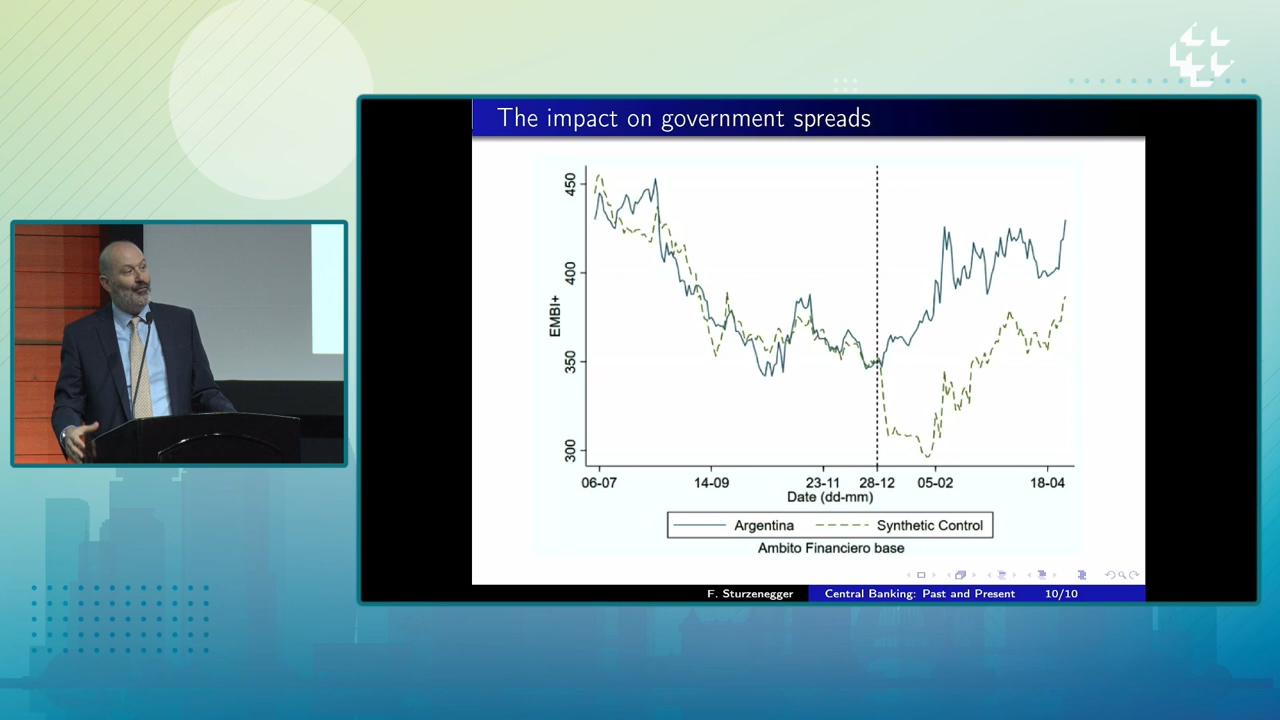 The impact on government spreads
EMBI+
450
400
350
300
06-07 14-09 23-11 28-12 05-02 18-04
Date (dd-mm)
Argentina Synthetic Control
Ambito Financiero base
F. Sturzenegger Central Banking: Past and Present 10/10